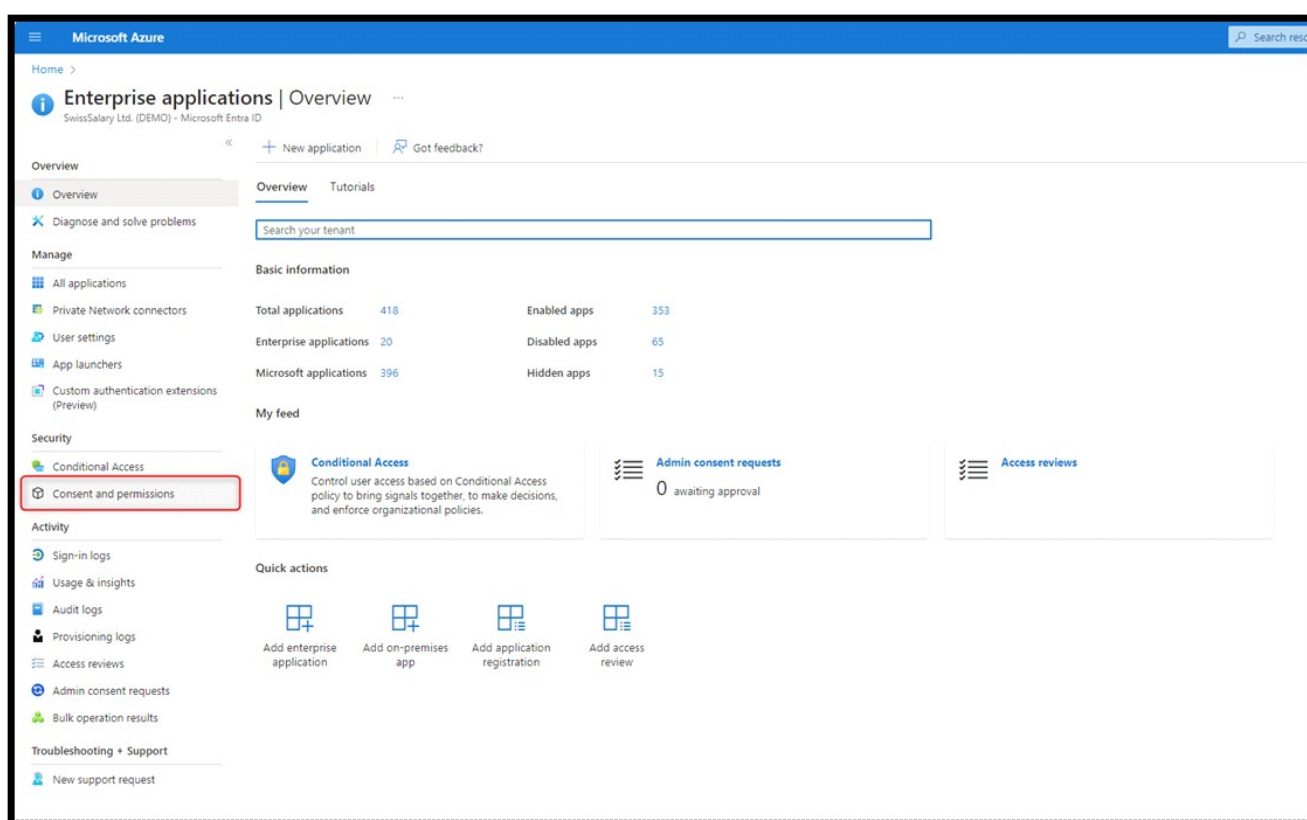 Microsoft Azure
Search reso
Home >
Enterprise applications | Overview ...
SwissSalary Ltd. (DEMO) - Microsoft Entra ID
«
+ New application
Got feedback?
Overview
Overview
Diagnose and solve problems
Manage
All applications
Private Network connectors
User settings
App launchers
Custom authentication extensions
(Preview)
Security
Conditional Access
Consent and permissions
Activity
Sign-in logs
Usage & insights
Audit logs
Provisioning logs
Access reviews
Admin consent requests
Bulk operation results
Troubleshooting + Support
New support request
Overview Tutorials
Search your tenant
Basic information
Total applications 418 Enabled apps 353
Enterprise applications 20 Disabled apps 65
Microsoft applications 396 Hidden apps 15
My feed
Conditional Access
Control user access based on Conditional Access
policy to bring signals together, to make decisions,
and enforce organizational policies.
Admin consent requests
0 awaiting approval
Access reviews
Quick actions
Add enterprise
application
Add on-premises
app
Add application
registration
Add access
review